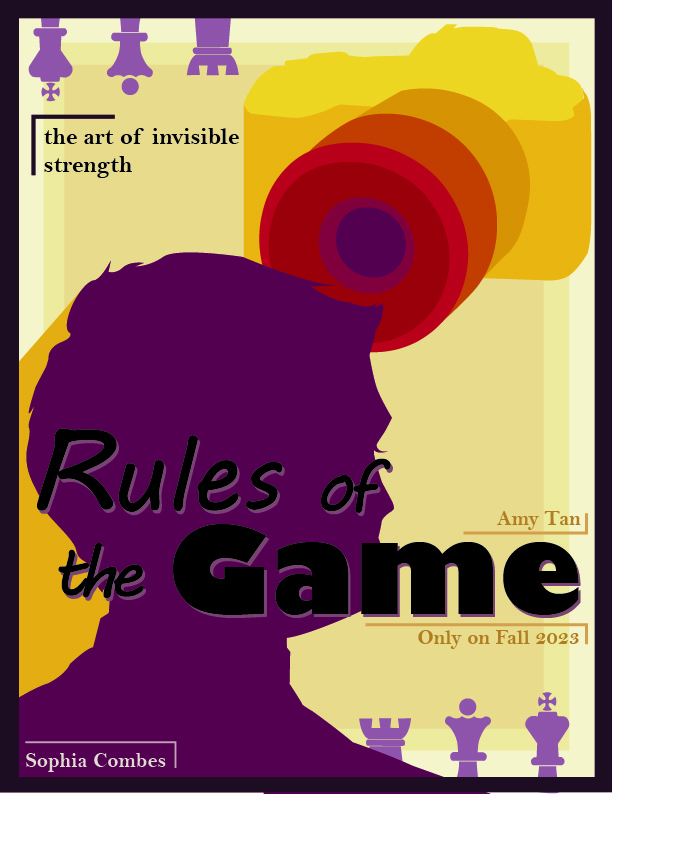 the art of invisible
strength
Rules of
Amy Tan
the Game
Only on Fall 2023
Sophia Combes